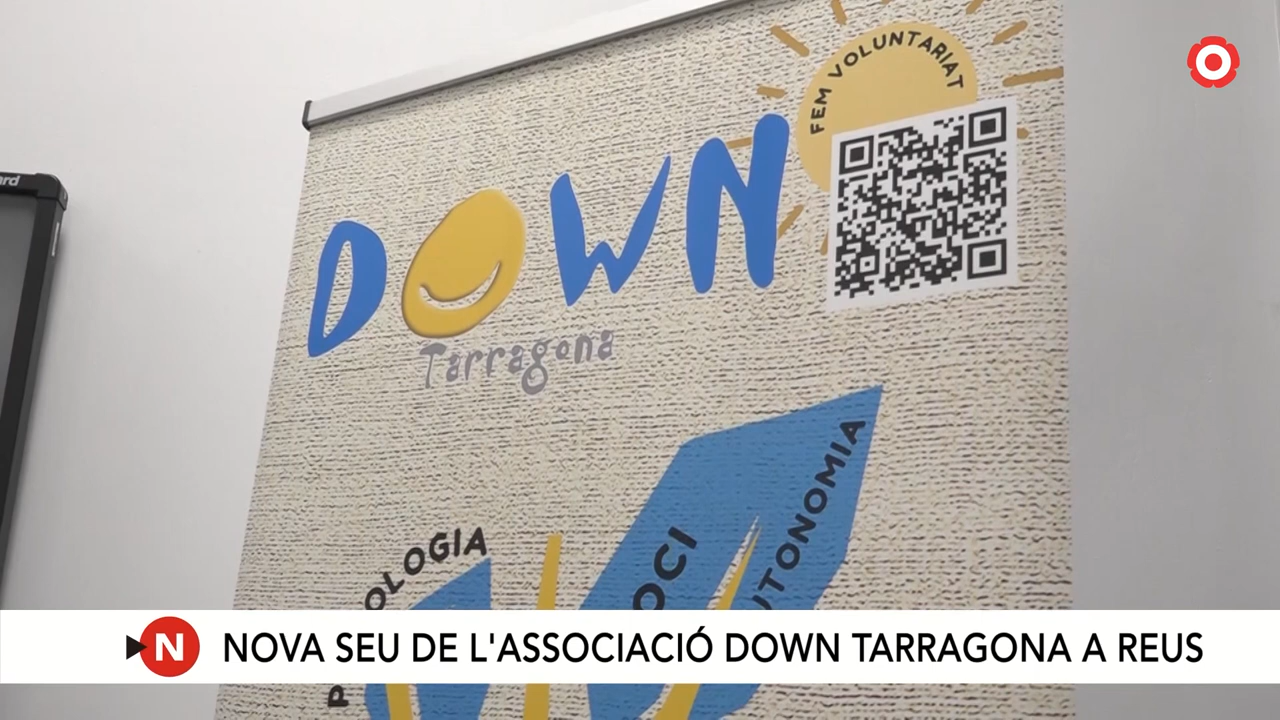 FEM VOLUNTARIAT
DOWN
Tarragona
AUTONOMIA
OCI
N NOVA SEU DE L'ASSOCIACIÓ DOWN TARRAGONA A REUS